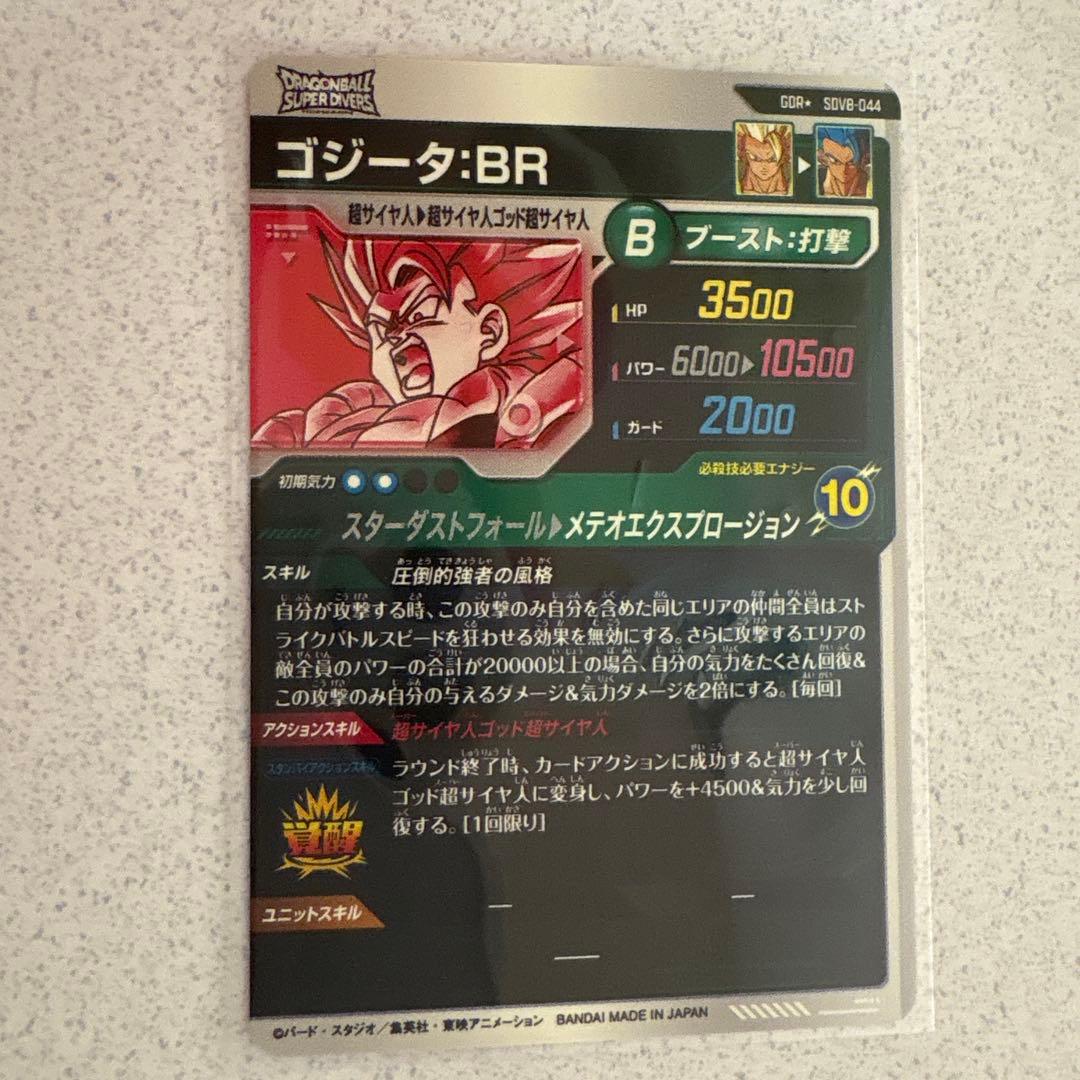 DRAGONBALL
SUPER DIVERS
GDR★ SDV8-044
ゴジータ:BR
超サイヤ人▶超サイヤ人ゴッド超サイヤ人
B ブースト:打撃
HP 3500
パワー 6000▶10500
ガード 2000
初期気力
必殺技必要エナジー
10
スターダストフォール▶メテオエクスプロージョン
スキル 圧倒的強者の風格
自分が攻撃する時、この攻撃のみ自分を含めた同じエリアの仲間全員はスト
ライクバトルスピードを狂わせる効果を無効にする。さらに攻撃するエリアの
敵全員のパワーの合計が20000以上の場合、自分の気力をたくさん回復&
この攻撃のみ自分の与えるダメージ&気力ダメージを2倍にする。[毎回]
アクションスキル 超サイヤ人ゴッド超サイヤ人
スタンバイアクションスキル
ラウンド終了時、カードアクションに成功すると超サイヤ人
ゴッド超サイヤ人に変身し、パワーを+4500&気力を少し回
復する。[1回限り]
覚醒
ユニットスキル
©バード・スタジオ/集英社・東映アニメーション BANDAI MADE IN JAPAN